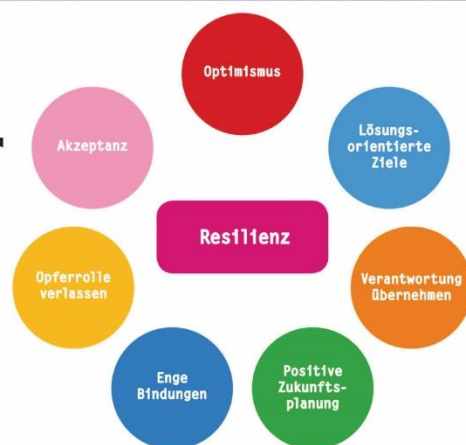 Optimismus
Akzeptanz
Lösungs-
orientierte
Ziele
Resilienz
Opferrolle
verlassen
Verantwortung
übernehmen
Enge
Bindungen
Positive
Zukunfts-
planung